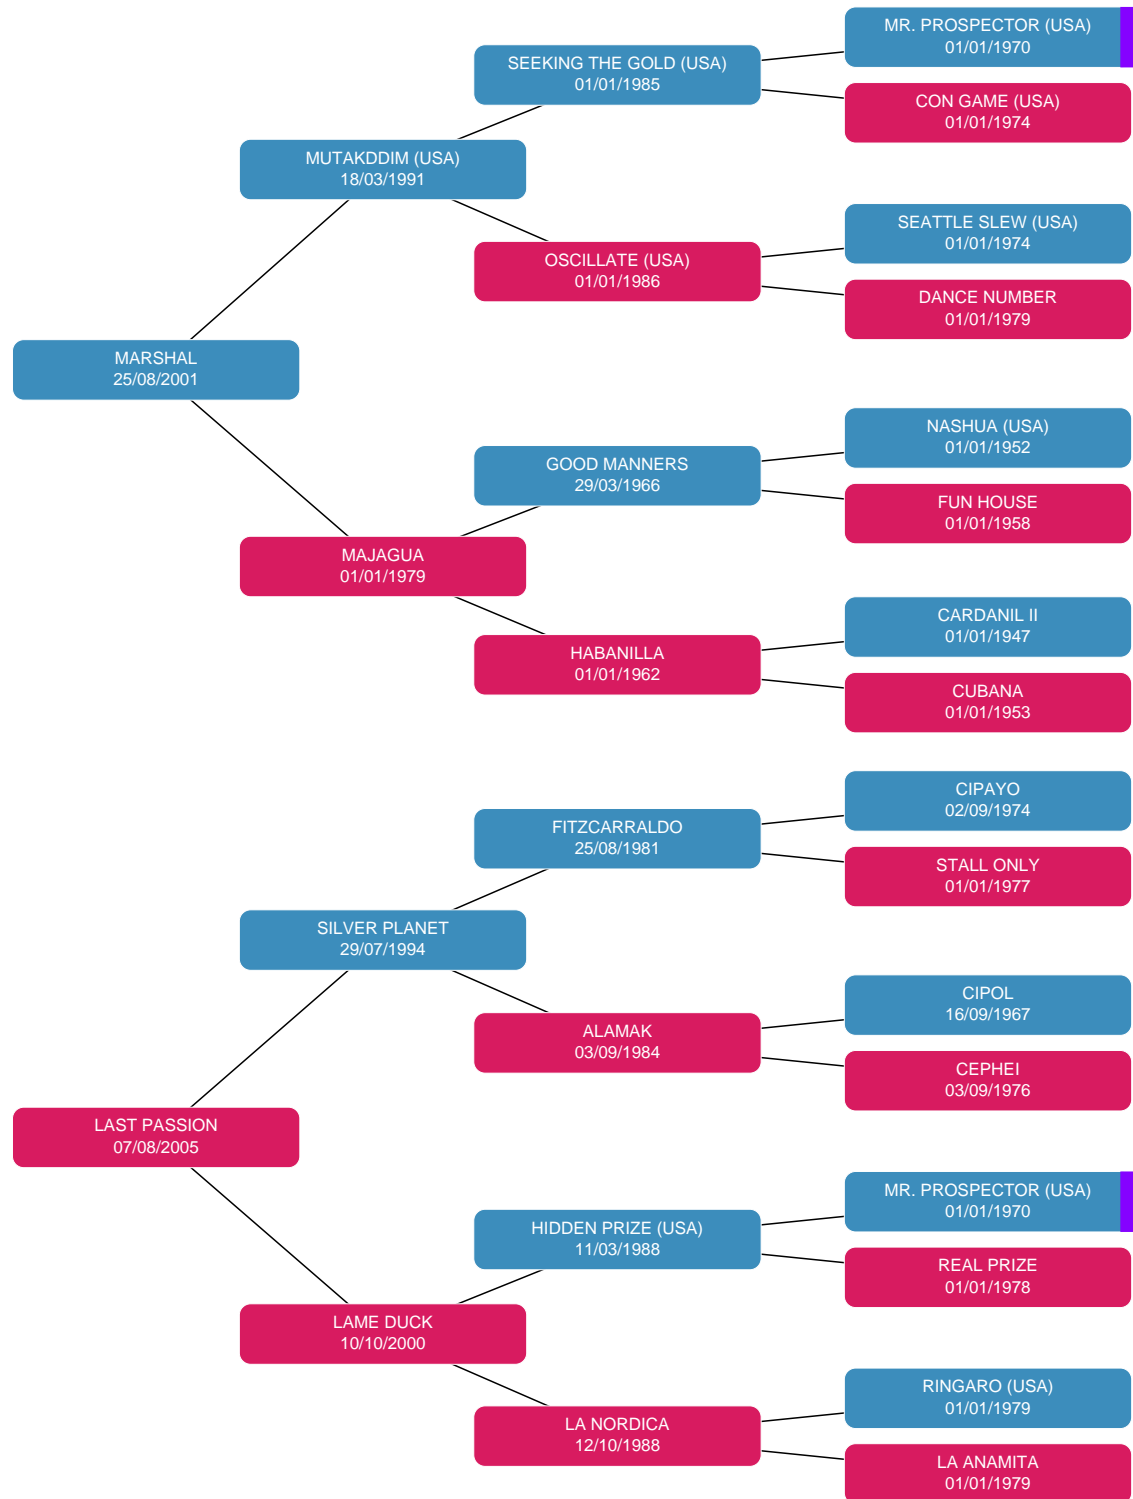 MR. PROSPECTOR (USA)
01/01/1970
SEEKING THE GOLD (USA)
01/01/1985
CON GAME (USA)
01/01/1974
MUTAKDDIM (USA)
18/03/1991
SEATTLE SLEW (USA)
01/01/1974
OSCILLATE (USA)
01/01/1986
DANCE NUMBER
01/01/1979
MARSHAL
25/08/2001
NASHUA (USA)
01/01/1952
GOOD MANNERS
29/03/1966
FUN HOUSE
01/01/1958
MAJAGUA
01/01/1979
CARDANIL II
01/01/1947
HABANILLA
01/01/1962
CUBANA
01/01/1953
CIPAYO
02/09/1974
FITZCARRALDO
25/08/1981
STALL ONLY
01/01/1977
SILVER PLANET
29/07/1994
CIPOL
16/09/1967
ALAMAK
03/09/1984
CEPHEI
03/09/1976
LAST PASSION
07/08/2005
MR. PROSPECTOR (USA)
01/01/1970
HIDDEN PRIZE (USA)
11/03/1988
REAL PRIZE
01/01/1978
LAME DUCK
10/10/2000
RINGARO (USA)
01/01/1979
LA NORDICA
12/10/1988
LA ANAMITA
01/01/1979